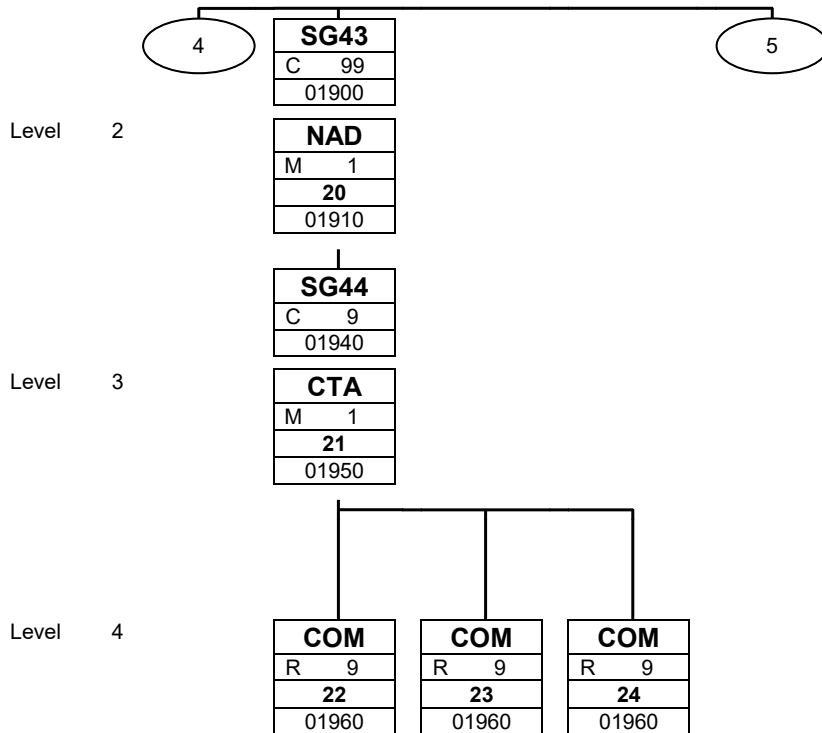 4 SG43 5
C 99
01900
Level 2 NAD
M 1
20
01910
SG44
C 9
01940
Level 3 CTA
M 1
21
01950
Level 4 COM COM COM
R 9 R 9 R 9
22 23 24
01960 01960 01960